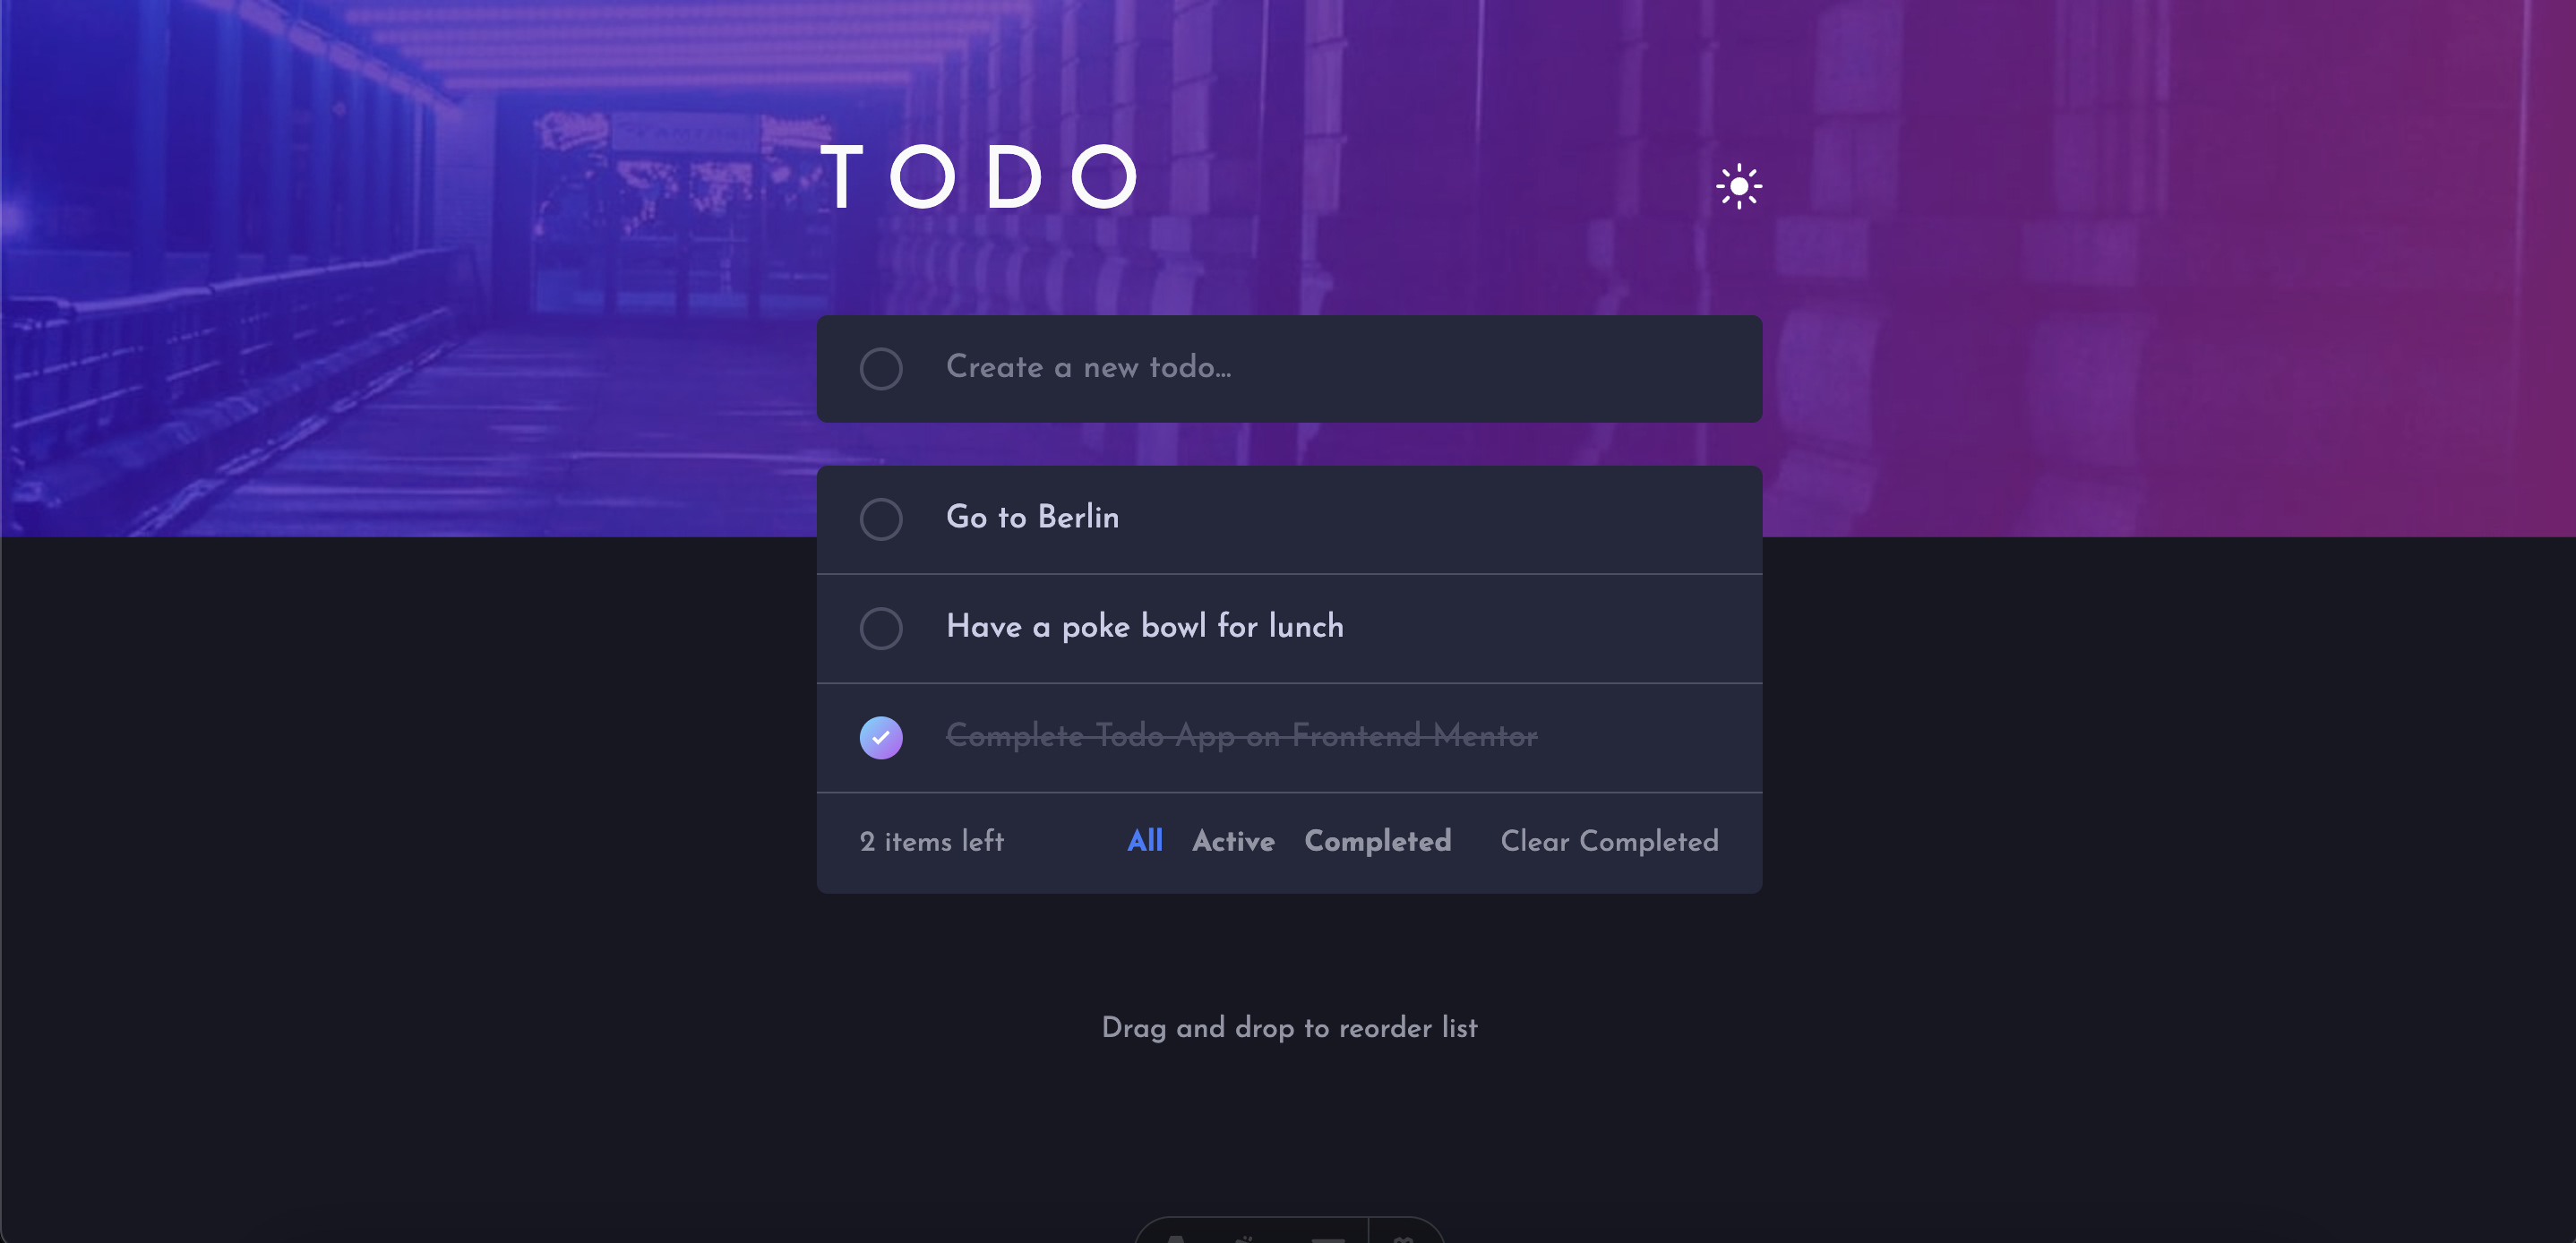 TODO
Create a new todo...
Go to Berlin
Have a poke bowl for lunch
Complete Todo App on Frontend Mentor
2 items left All Active Completed Clear Completed
Drag and drop to reorder list